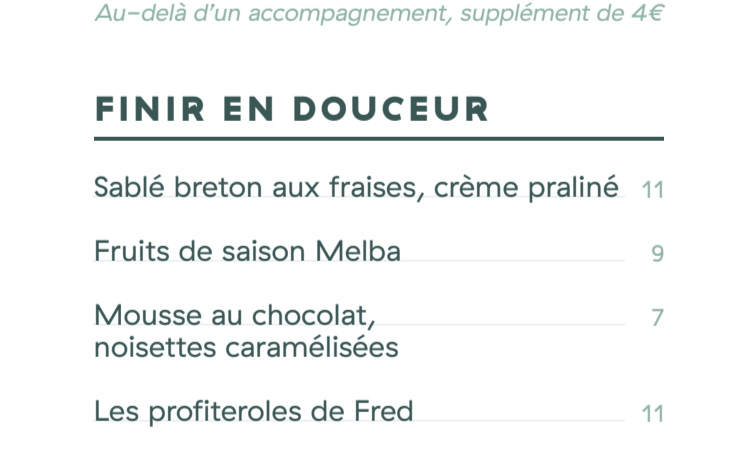 Au-delà d'un accompagnement, supplément de 4€
FINIR EN DOUCEUR
Sablé breton aux fraises, crème praliné 11
Fruits de saison Melba 9
Mousse au chocolat, 7
noisettes caramélisées
Les profiteroles de Fred 11